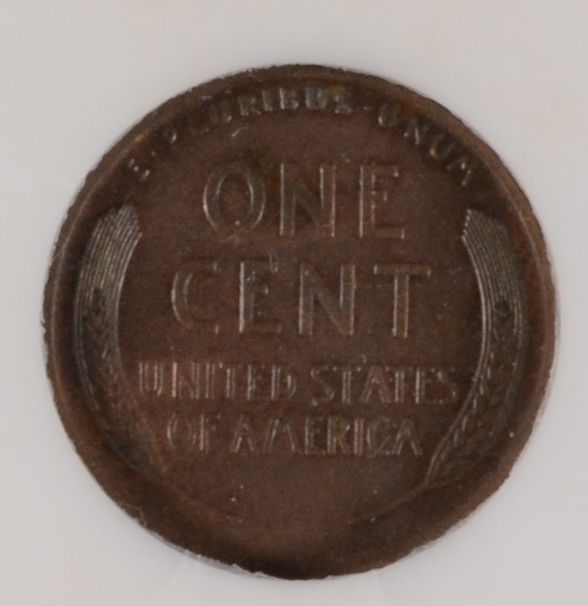 E·PLURIBUS·UNUM
ONE
CENT
UNITED STATES
OF AMERICA